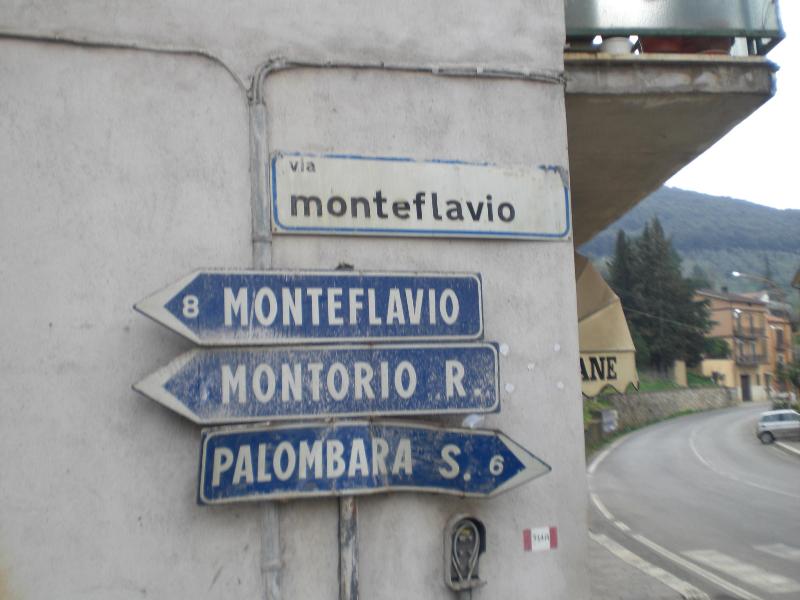 via
monteflavio
8 MONTEFLAVIO
MONTORIO R.
PALOMBARA S. 6
ANE